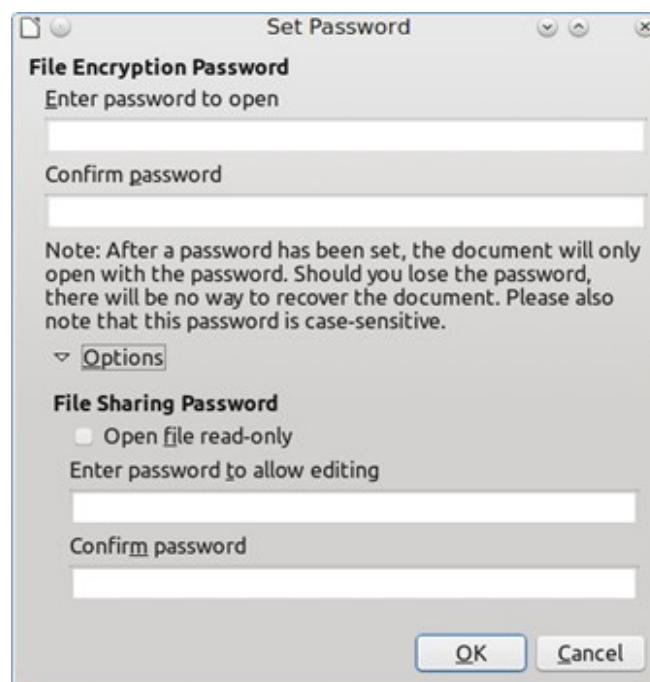 Set Password
File Encryption Password
Enter password to open
Confirm password
Note: After a password has been set, the document will only
open with the password. Should you lose the password,
there will be no way to recover the document. Please also
note that this password is case-sensitive.
Options
File Sharing Password
Open file read-only
Enter password to allow editing
Confirm password
OK Cancel